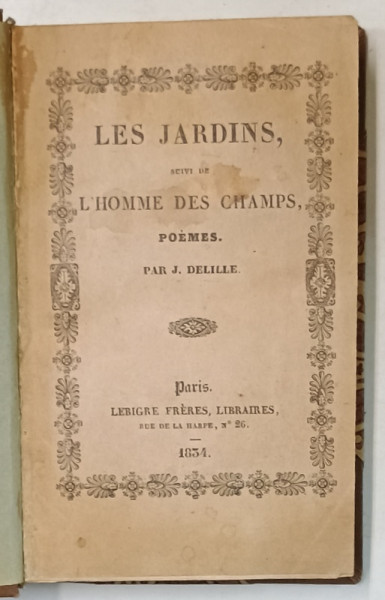 LES JARDINS,
SUIVI DE
L'HOMME DES CHAMPS,
POÈMES.
PAR J. DELILLE.
Paris.
LEBIGRE FRÈRES, LIBRAIRES,
RUE DE LA HARPE, N° 26.
1834.